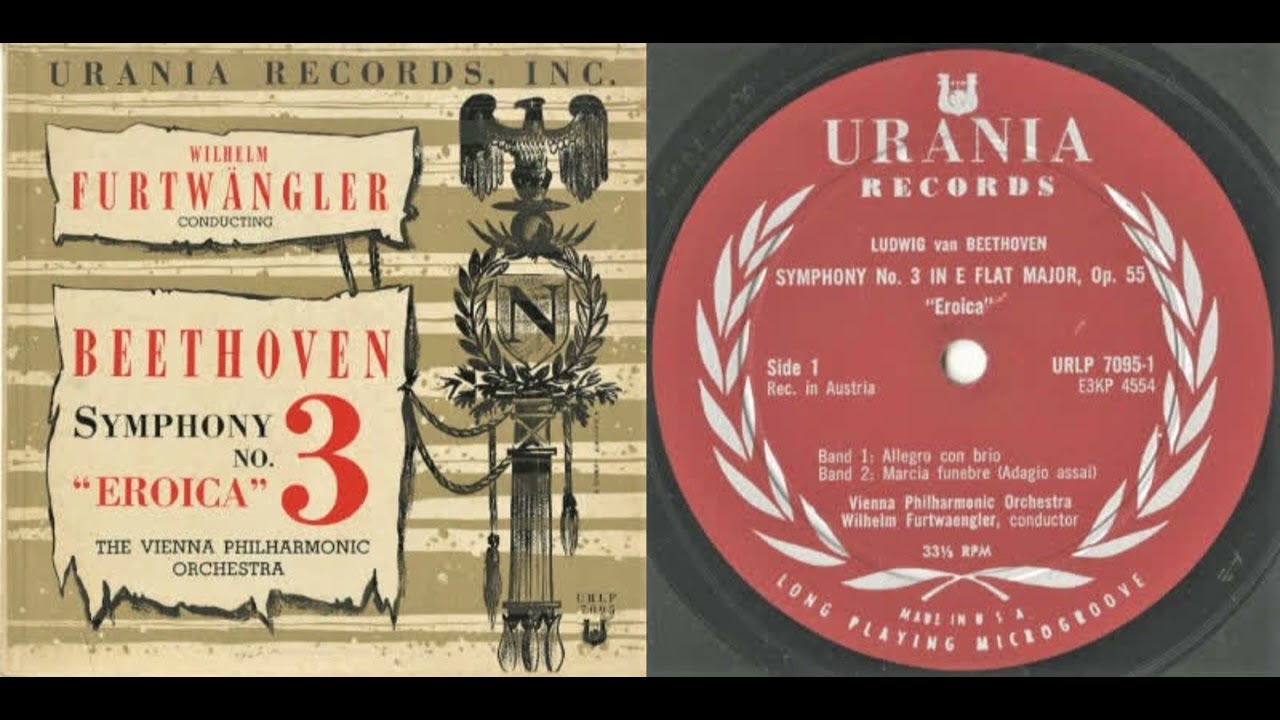 URANIA RECORDS, INC.
WILHELM
FURTWÄNGLER
CONDUCTING
BEETHOVEN
SYMPHONY
NO. 3
“EROICA”
THE VIENNA PHILHARMONIC
ORCHESTRA
N
URLP
7095
URANIA
RECORDS
LUDWIG van BEETHOVEN
SYMPHONY No. 3 IN E FLAT MAJOR, Op. 55
“Eroica”
Side 1
Rec. in Austria
URLP 7095-1
E3KP 4554
Band 1: Allegro con brio
Band 2: Marcia funebre (Adagio assai)
Vienna Philharmonic Orchestra
Wilhelm Furtwaengler, conductor
33⅓ RPM
MADE IN U S A
LONG PLAYING MICROGROOVE